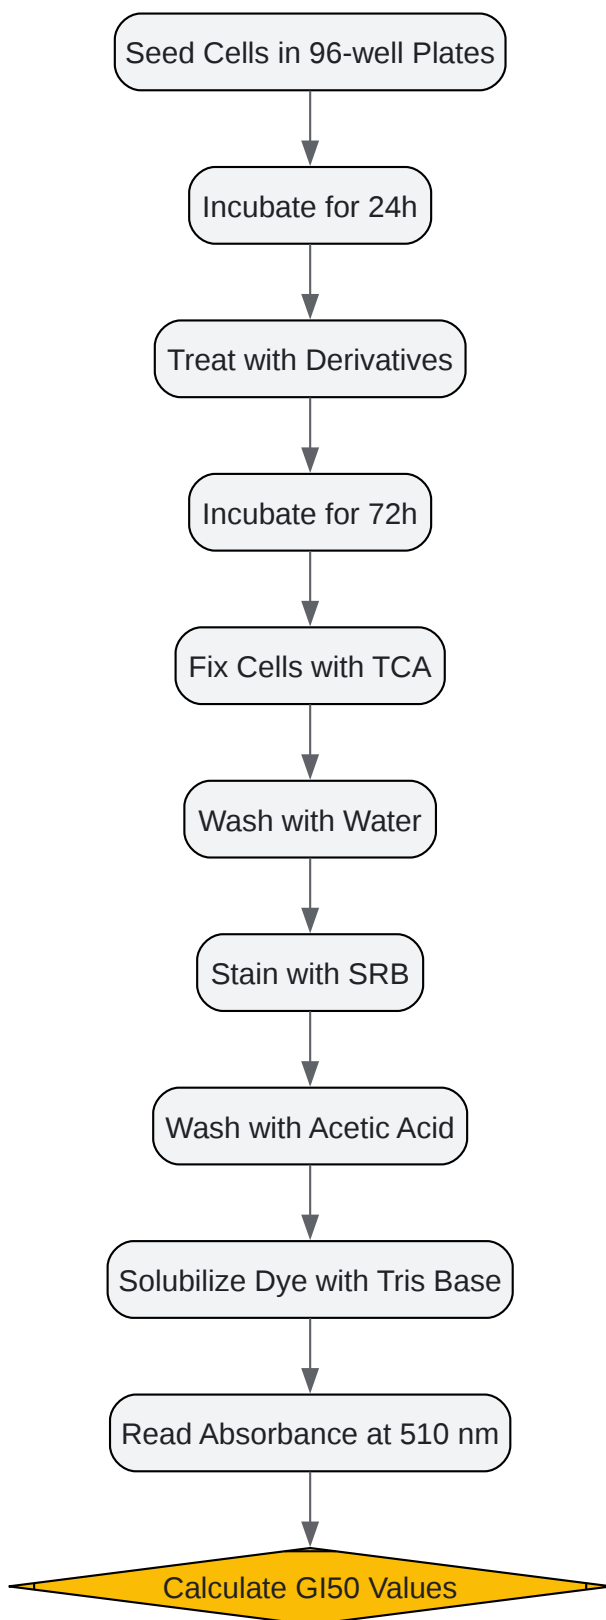 Seed Cells in 96-well Plates
Incubate for 24h
Treat with Derivatives
Incubate for 72h
Fix Cells with TCA
Wash with Water
Stain with SRB
Wash with Acetic Acid
Solubilize Dye with Tris Base
Read Absorbance at 510 nm
Calculate GI50 Values